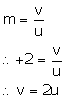 m = v/u
∴ +2 = v/u
∴ v = 2u